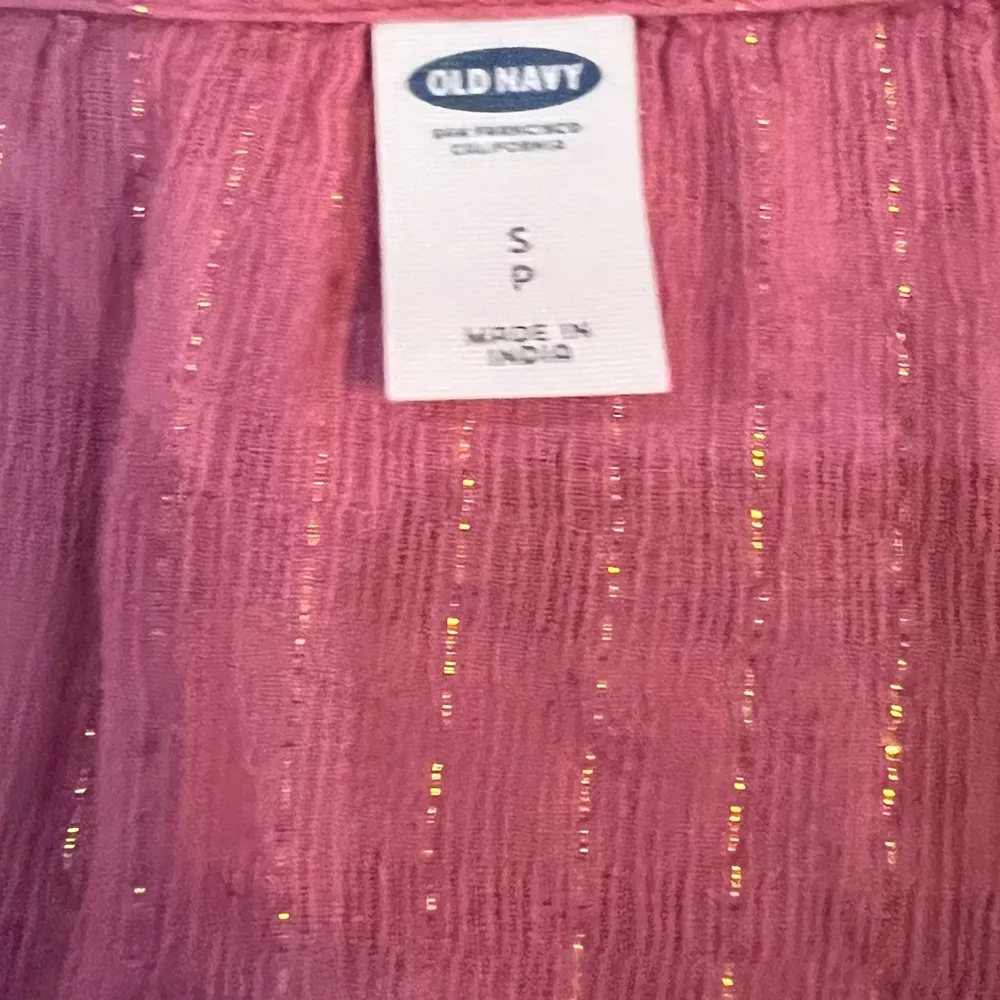 OLD NAVY
SAN FRANCISCO
CALIFORNIA
S
P
MADE IN
INDIA